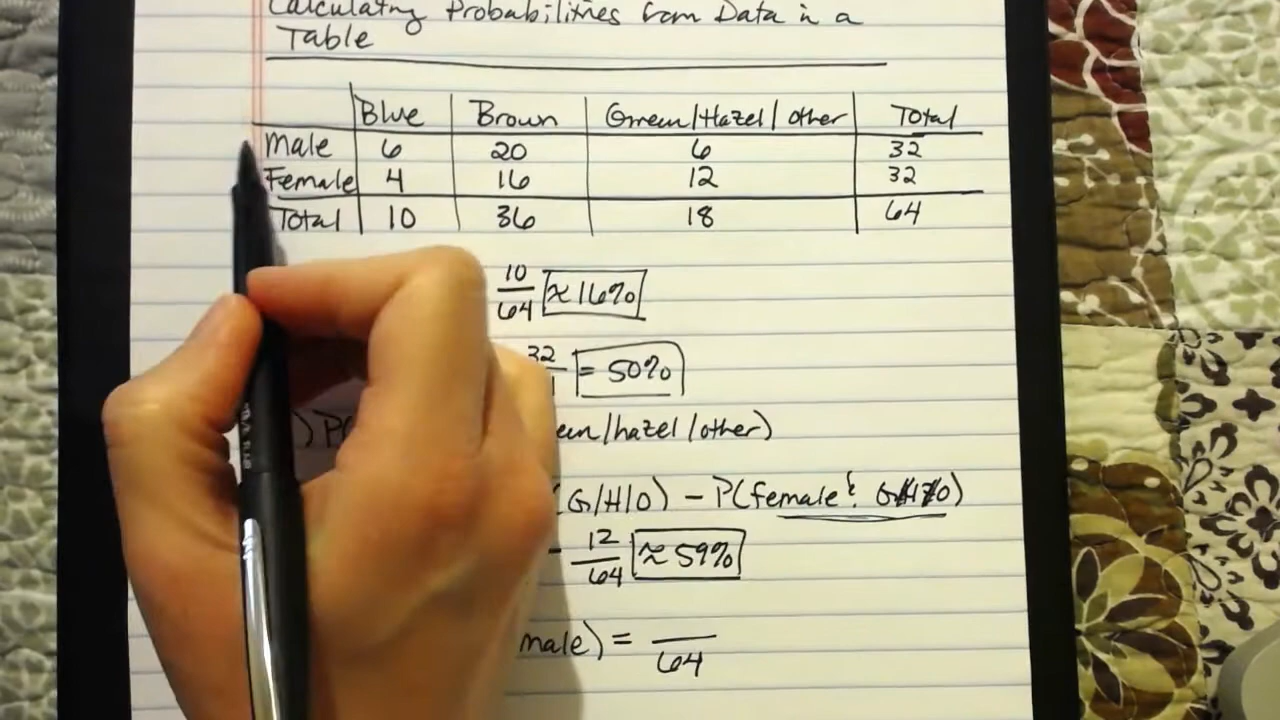 Calculating Probabilities from Data in a
Table
Blue Brown Green/Hazel/other Total
Male 6 20 6 32
Female 4 16 12 32
Total 10 36 18 64
10/64 ≈ 16%
32 = 50%
) P( /hazel/other)
(G/H/O) - P(female & G/H/O)
- 12/64 ≈ 59%
male) = /64